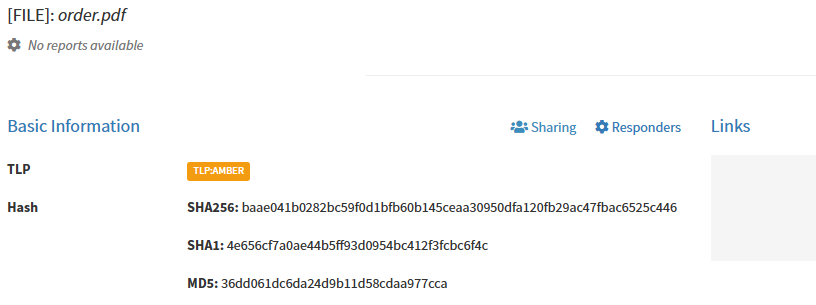 [FILE]: order.pdf
No reports available
Basic Information
Sharing
Responders
Links
TLP
TLP:AMBER
Hash
SHA256: baae041b0282bc59f0d1bfb60b145ceaa30950dfa120fb29ac47fbac6525c446
SHA1: 4e656cf7a0ae44b5ff93d0954bc412f3fcbc6f4c
MD5: 36dd061dc6da24d9b11d58cdaa977cca